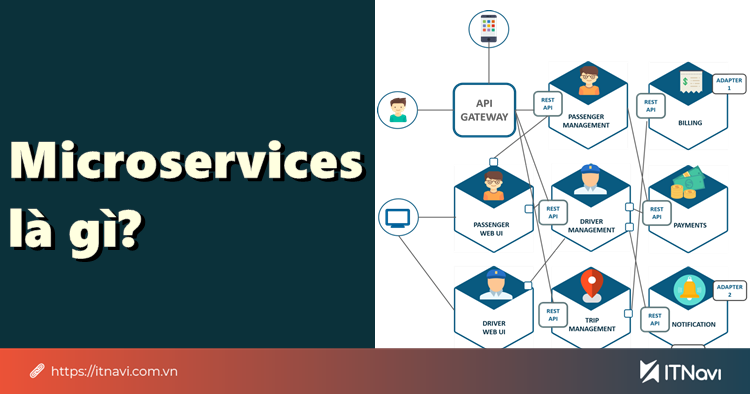 Microservices
là gì?
API
GATEWAY
REST
API
PASSENGER
MANAGEMENT
REST
API
BILLING
ADAPTER
1
PASSENGER
WEB UI
REST
API
DRIVER
MANAGEMENT
REST
API
PAYMENTS
DRIVER
WEB UI
REST
API
TRIP
MANAGEMENT
REST
API
NOTIFICATION
ADAPTER
2
https://itnavi.com.vn
ITNavi